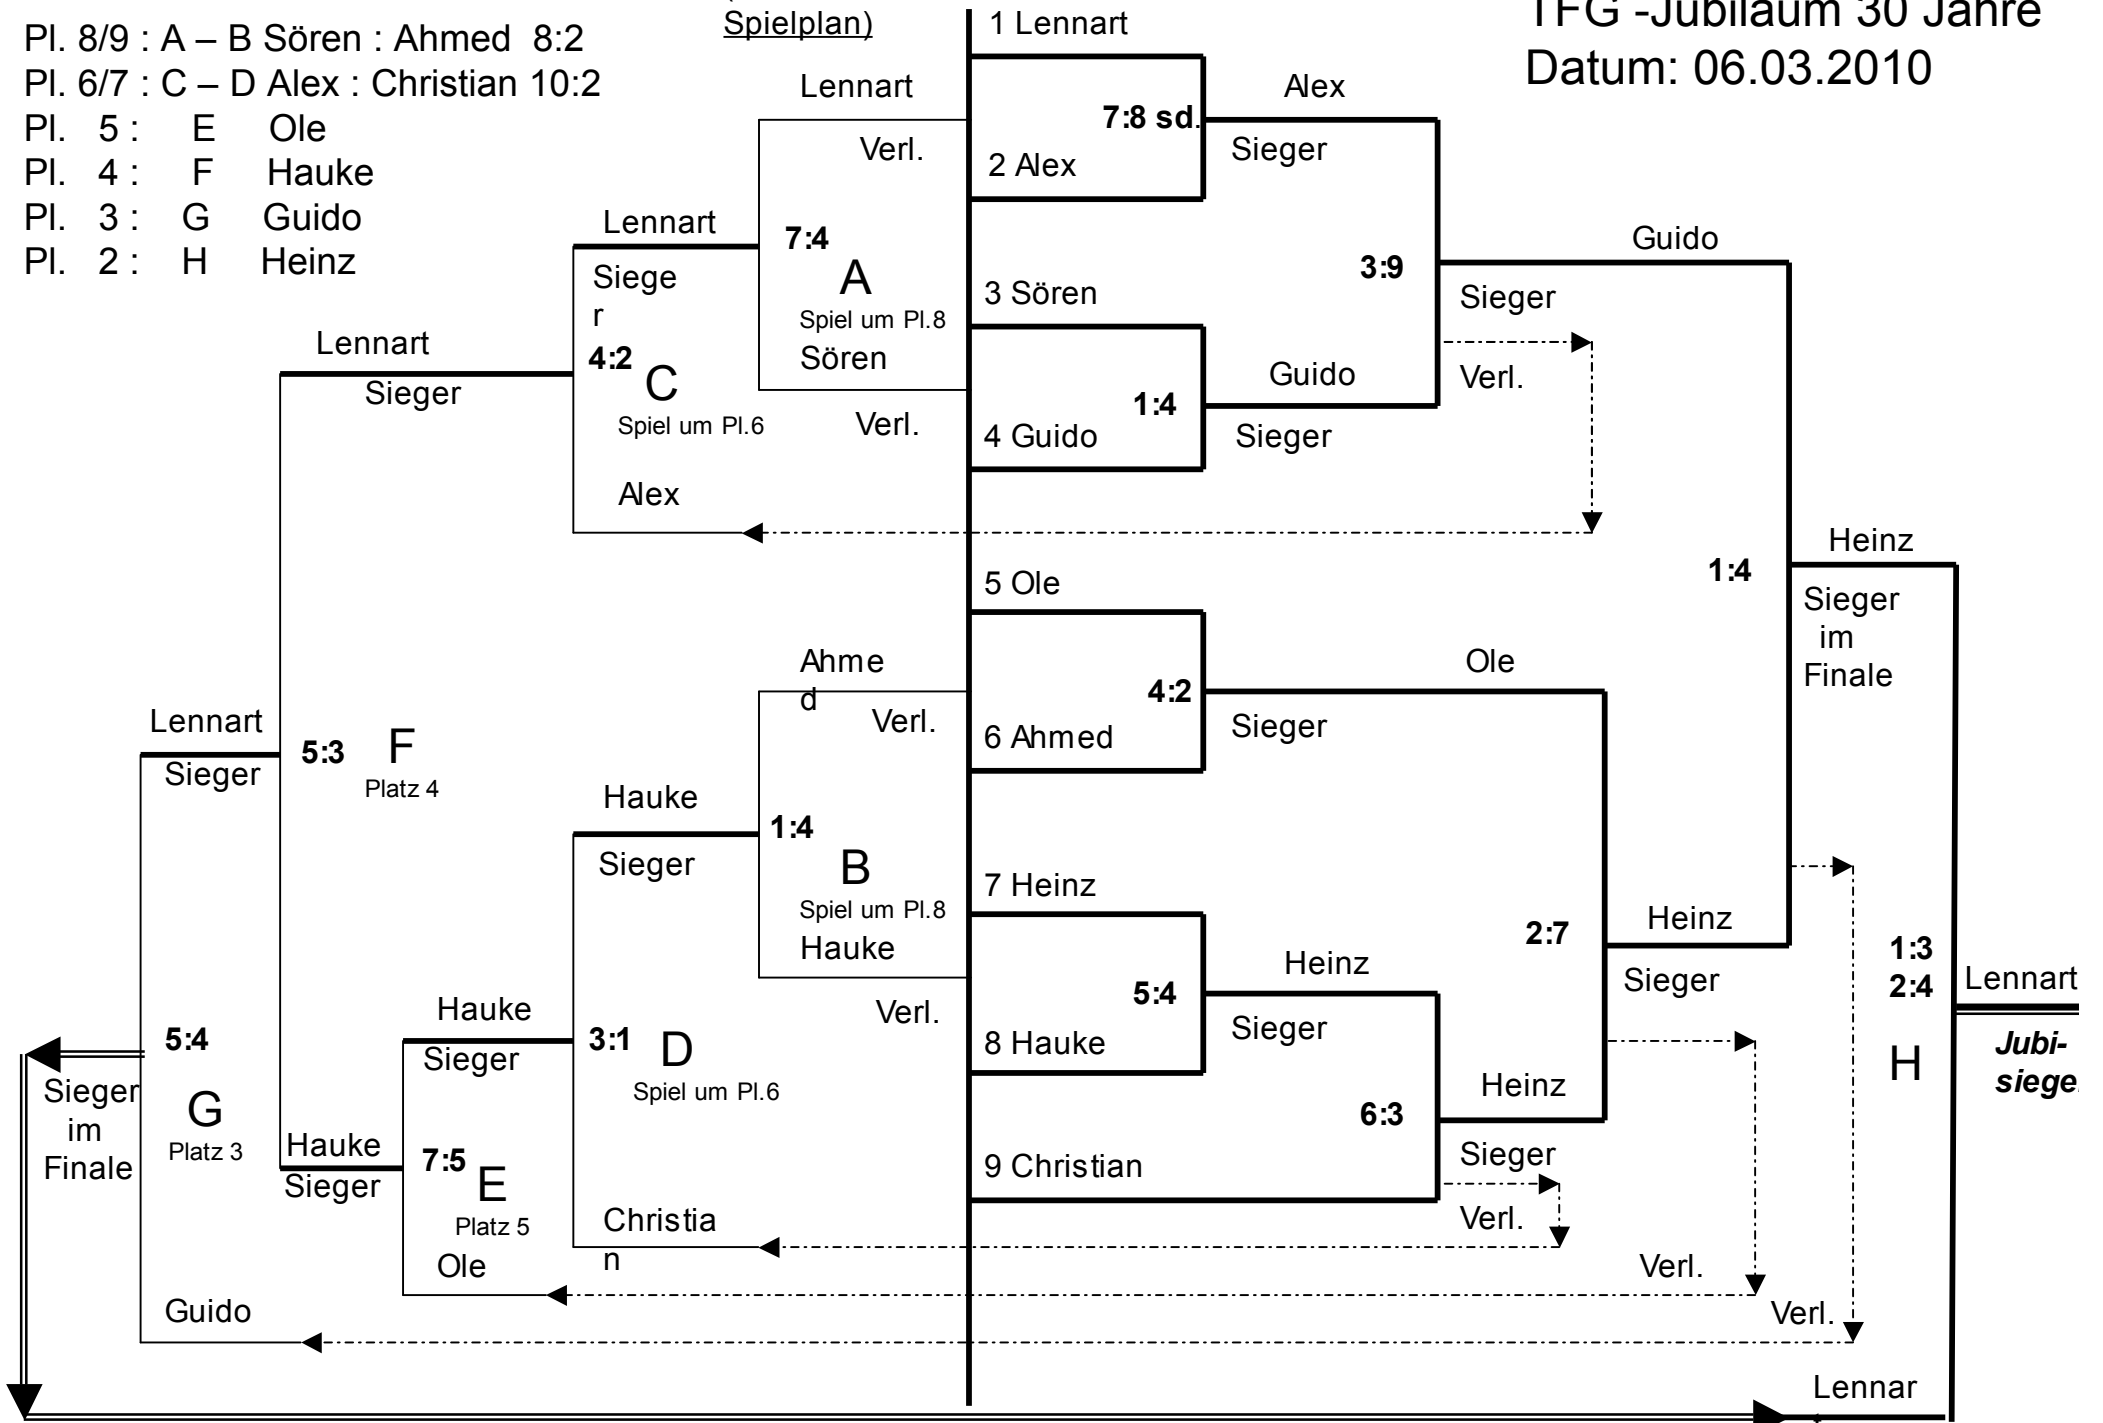 Spielplan)
TFG -Jubiläum 30 Jahre
Datum: 06.03.2010
Pl. 8/9 : A – B Sören : Ahmed 8:2
Pl. 6/7 : C – D Alex : Christian 10:2
Pl. 5 : E Ole
Pl. 4 : F Hauke
Pl. 3 : G Guido
Pl. 2 : H Heinz
1 Lennart
7:8 sd.
2 Alex
3 Sören
1:4
4 Guido
5 Ole
4:2
6 Ahmed
7 Heinz
5:4
8 Hauke
9 Christian
Alex
Sieger
3:9
Guido
Sieger
Guido
Sieger
Verl.
Ole
Sieger
Heinz
Sieger
6:3
Heinz
Sieger
Verl.
2:7
Heinz
Sieger
Verl.
1:4
Heinz
Sieger
im
Finale
Verl.
1:3
2:4
H
Lennart
Jubi-
siege
Lennar
Lennart
Verl.
7:4
A
Spiel um Pl.8
Sören
Verl.
Lennart
Siege
r
4:2
C
Spiel um Pl.6
Alex
Lennart
Sieger
Ahme
d
Verl.
1:4
B
Spiel um Pl.8
Hauke
Verl.
Hauke
Sieger
3:1
D
Spiel um Pl.6
Christia
n
Hauke
Sieger
7:5
E
Platz 5
Ole
Hauke
Sieger
5:3
F
Platz 4
Lennart
Sieger
5:4
G
Platz 3
Guido
Sieger
im
Finale